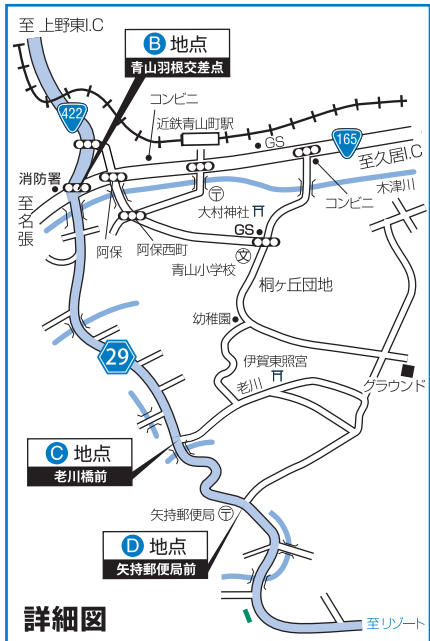 至 上野東I.C
B 地点
青山羽根交差点
422
コンビニ
近鉄青山町駅
GS
165
至久居I.C
消防署
至名張
コンビニ
木津川
〒
大村神社
阿保
阿保西町
GS
青山小学校
文
桐ヶ丘団地
幼稚園
29
伊賀東照宮
老川
グラウンド
C 地点
老川橋前
矢持郵便局 〒
D 地点
矢持郵便局前
詳細図
至リゾート